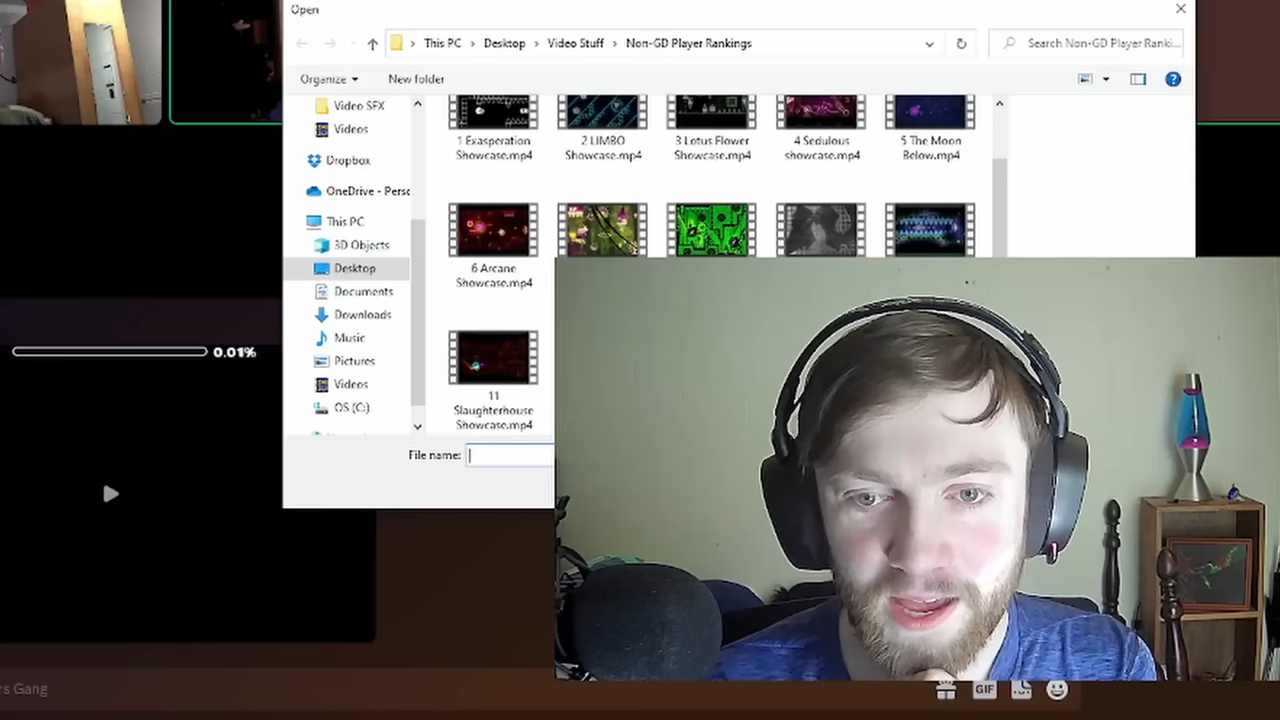 Open
This PC
Desktop
Video Stuff
Non-GD Player Rankings
Search Non-GD Player Ranki...
Organize
New folder
Video SFX
Videos
Dropbox
OneDrive - Perso
This PC
3D Objects
Desktop
Documents
Downloads
Music
Pictures
Videos
OS (C:)
1 Exasperation
Showcase.mp4
2 LIMBO
Showcase.mp4
3 Lotus Flower
Showcase.mp4
4 Sedulous
showcase.mp4
5 The Moon
Below.mp4
6 Arcane
Showcase.mp4
11
Slaughterhouse
Showcase.mp4
File name:
0.01%
rs Gang
GIF